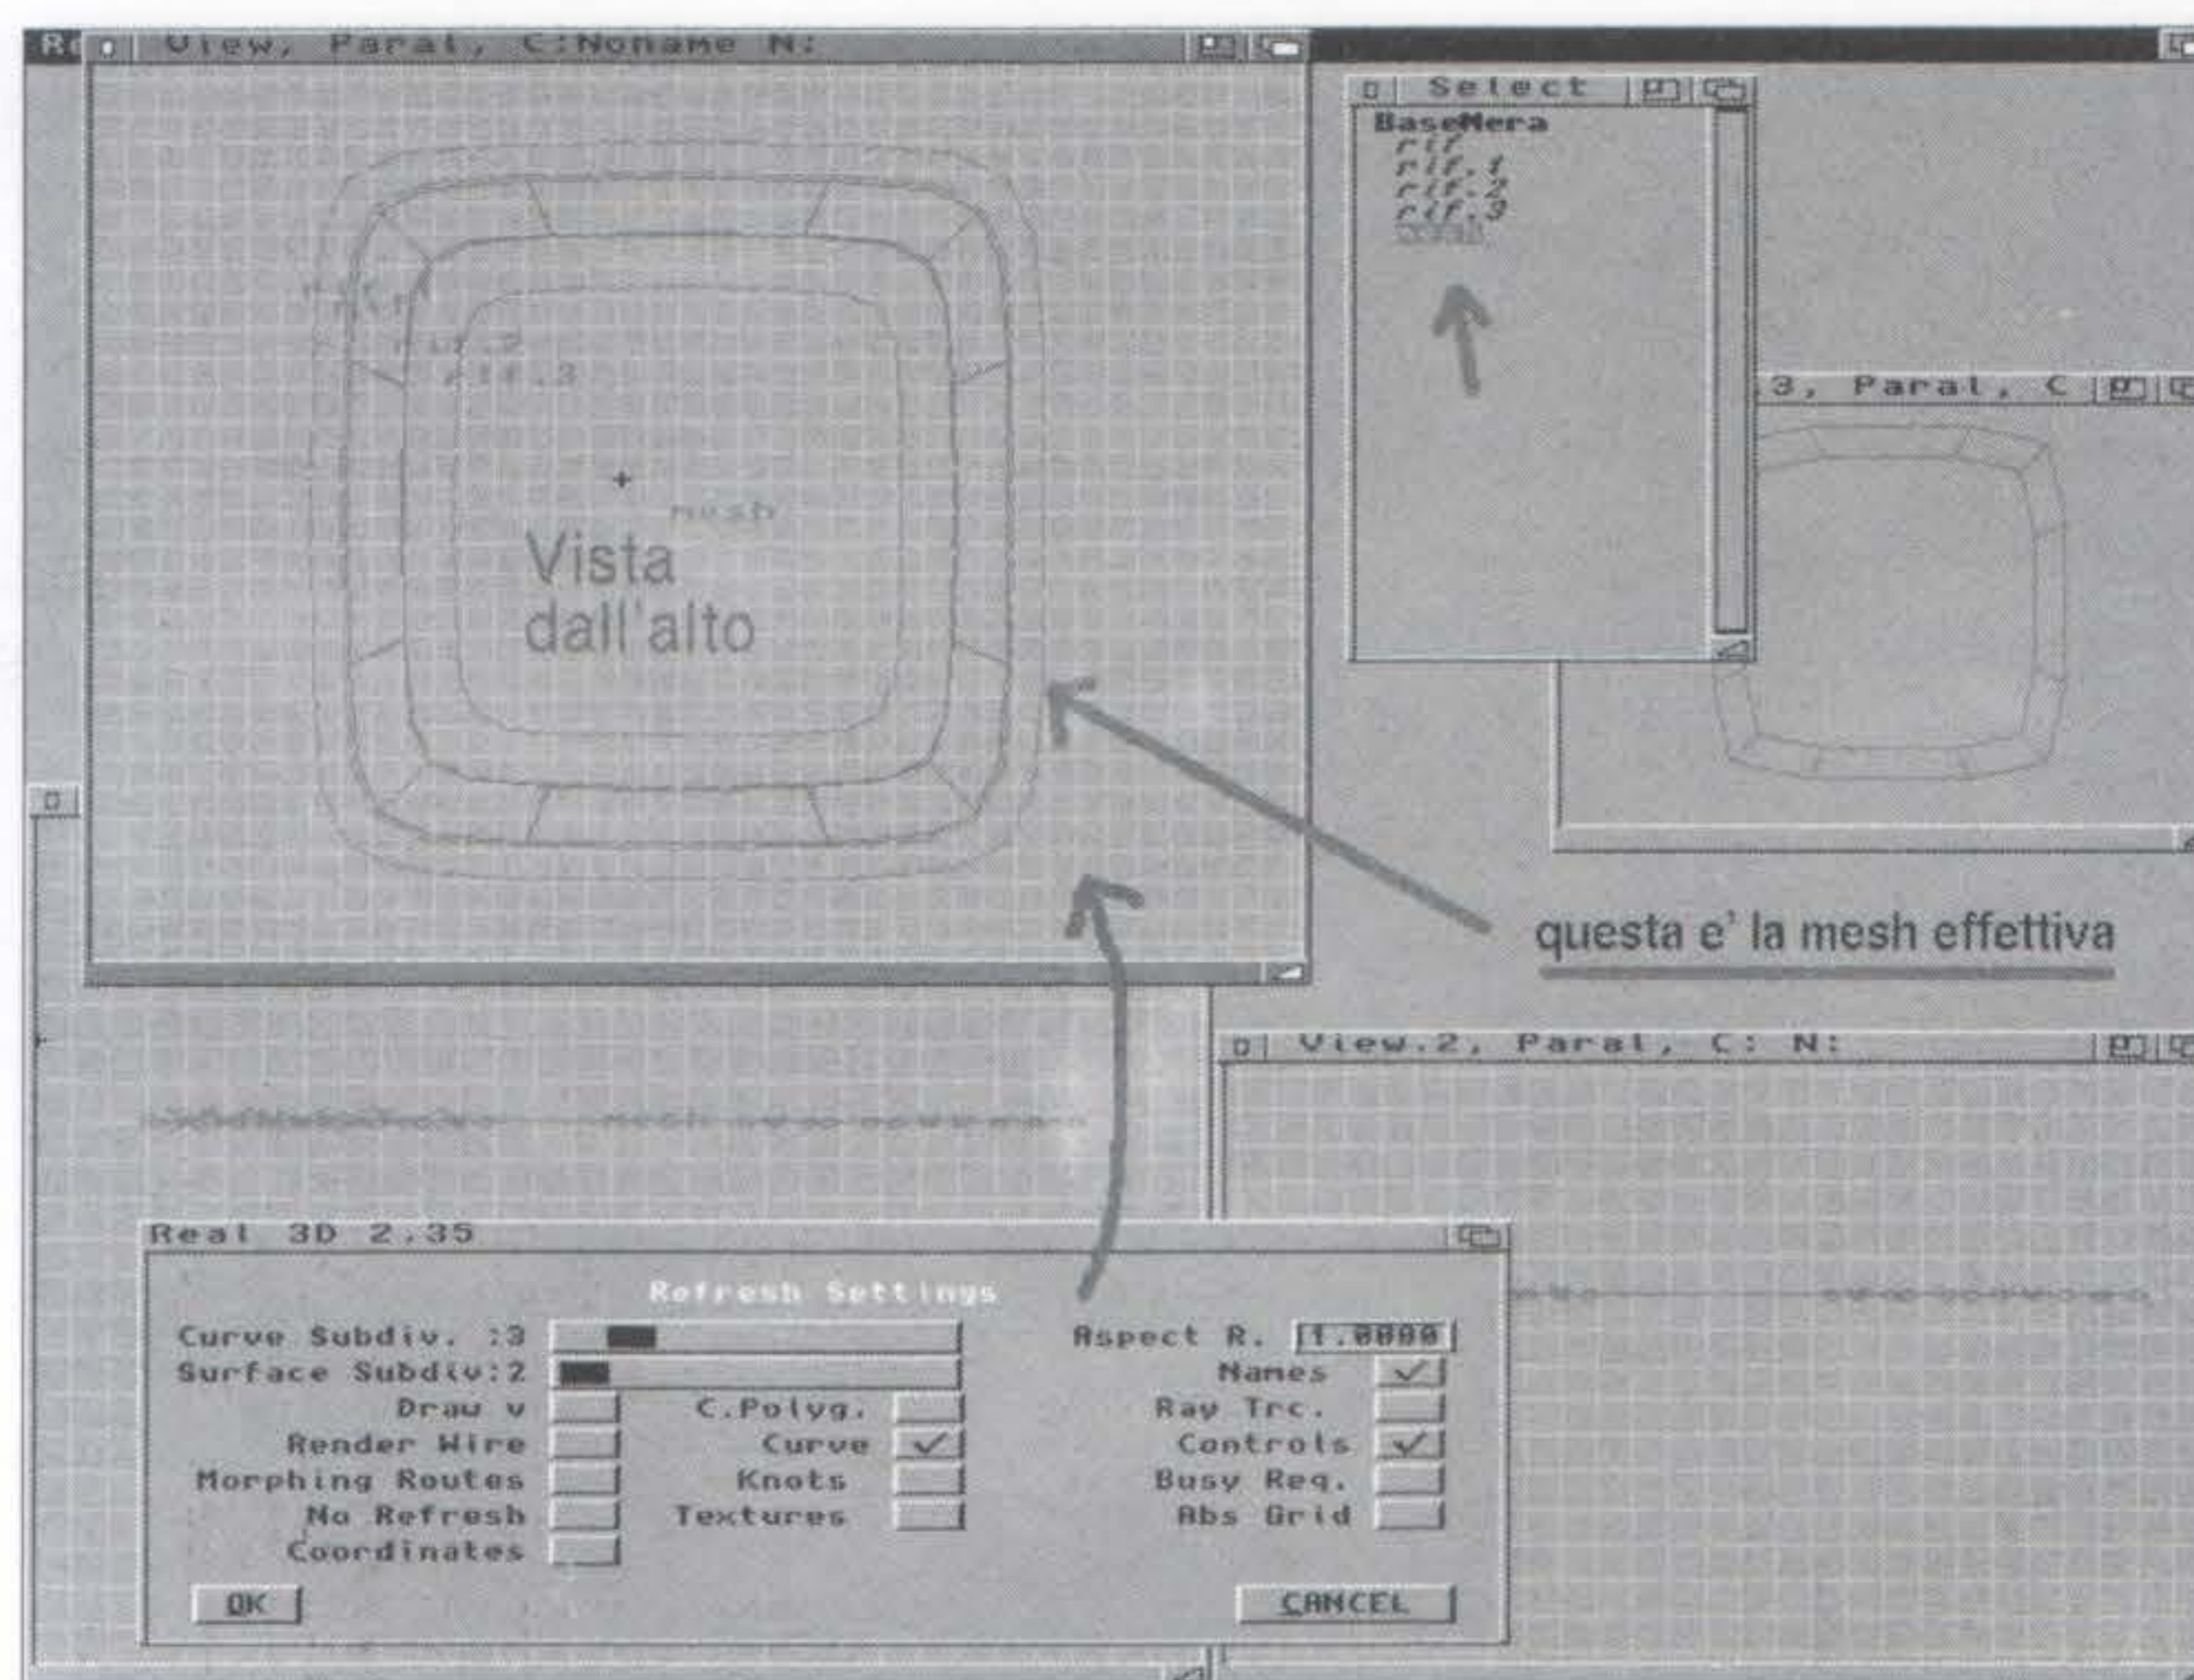 View, Paral, C:Noname N:
Select
BaseNera
rif
rif.1
rif.2
rif.3
rif.2
rif.3
mesh
Vista
dall'alto
.3, Paral, C
questa e' la mesh effettiva
View.2, Paral, C: N:
mesh
Real 3D 2.35
Refresh Settings
Curve Subdiv. :3
Aspect R. 1.0000
Surface Subdiv:2
Names
Draw v
C.Polyg.
Ray Trc.
Render Wire
Curve
Controls
Morphing Routes
Knots
Busy Req.
No Refresh
Textures
Abs Grid
Coordinates
OK
CANCEL